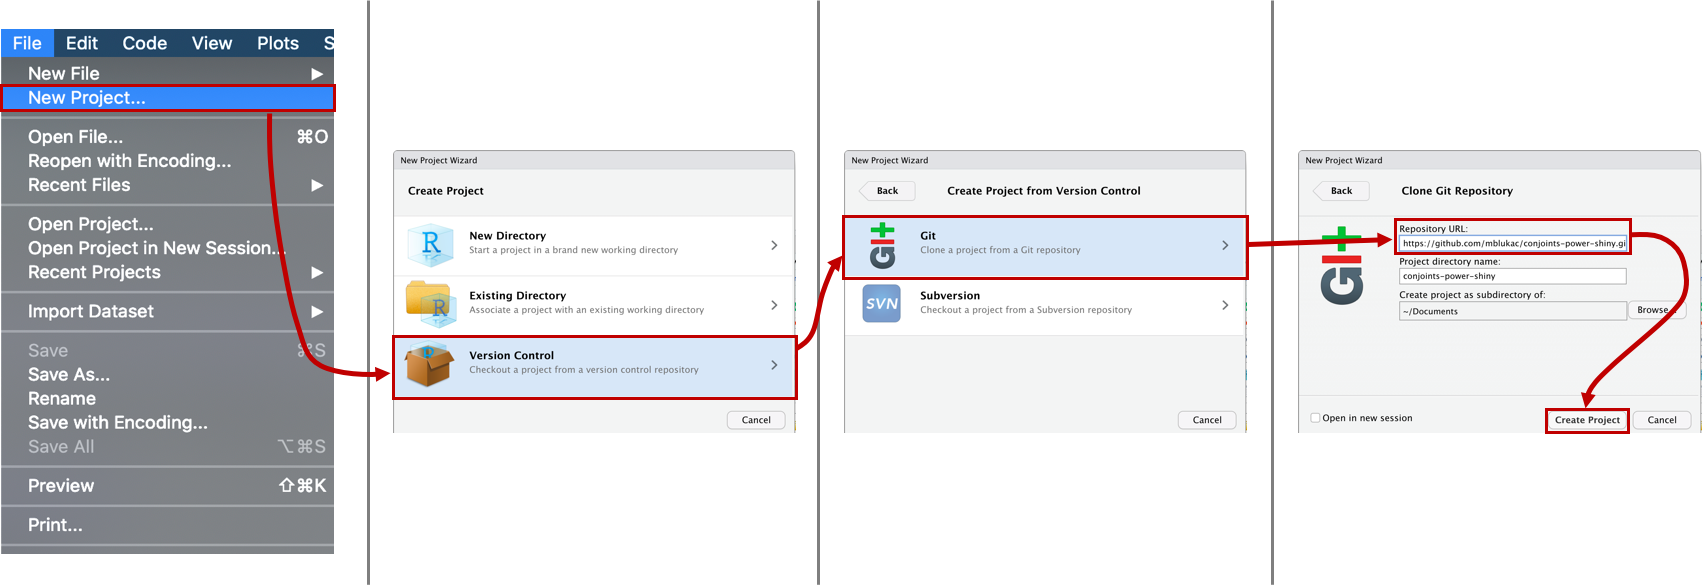 File Edit Code View Plots S
New File
New Project...
Open File... ⌘O
Reopen with Encoding...
Recent Files
Open Project...
Open Project in New Session...
Recent Projects
Import Dataset
Save ⌘S
Save As...
Rename
Save with Encoding...
Save All ⌥⌘S
Preview ⇧⌘K
Print...
New Project Wizard
Create Project
R
New Directory
Start a project in a brand new working directory
R
Existing Directory
Associate a project with an existing working directory
Version Control
Checkout a project from a version control repository
Cancel
New Project Wizard
Back
Create Project from Version Control
Git
Git
Clone a project from a Git repository
SVN
Subversion
Checkout a project from a Subversion repository
Cancel
New Project Wizard
Back
Clone Git Repository
Git
Repository URL:
https://github.com/mblukac/conjoints-power-shiny.gi
Project directory name:
conjoints-power-shiny
Create project as subdirectory of:
~/Documents
Browse...
Open in new session
Create Project
Cancel